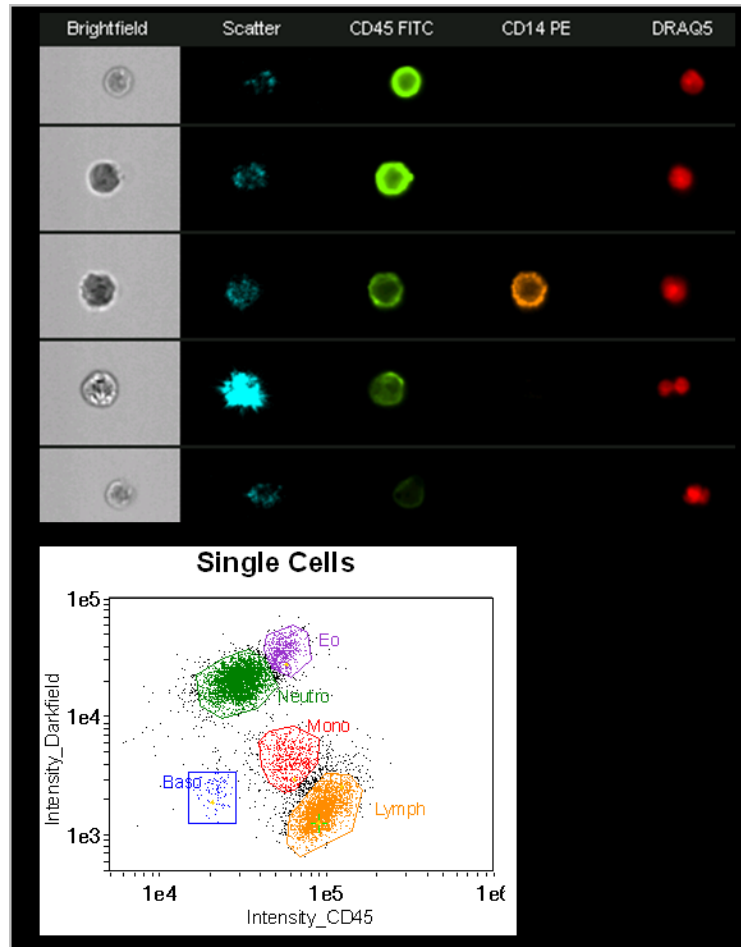 Brightfield Scatter CD45 FITC CD14 PE DRAQ5
Single Cells
1e5
Eo
Neutro
1e4
Mono
Baso
Lymph
1e3
Intensity_Darkfield
1e4 1e5 1e6
Intensity_CD45